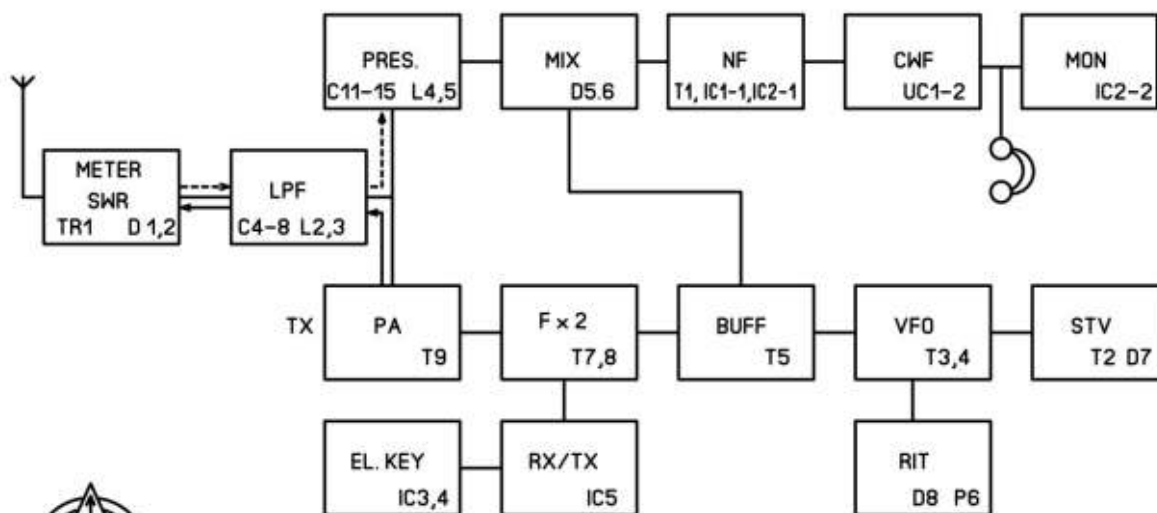 PRES.
C11-15 L4,5
MIX
D5.6
NF
T1, IC1-1,IC2-1
CWF
UC1-2
MON
IC2-2
METER
SWR
TR1 D 1,2
LPF
C4-8 L2,3
TX
PA
T9
F × 2
T7,8
BUFF
T5
VFO
T3,4
STV
T2 D7
EL. KEY
IC3,4
RX/TX
IC5
RIT
D8 P6